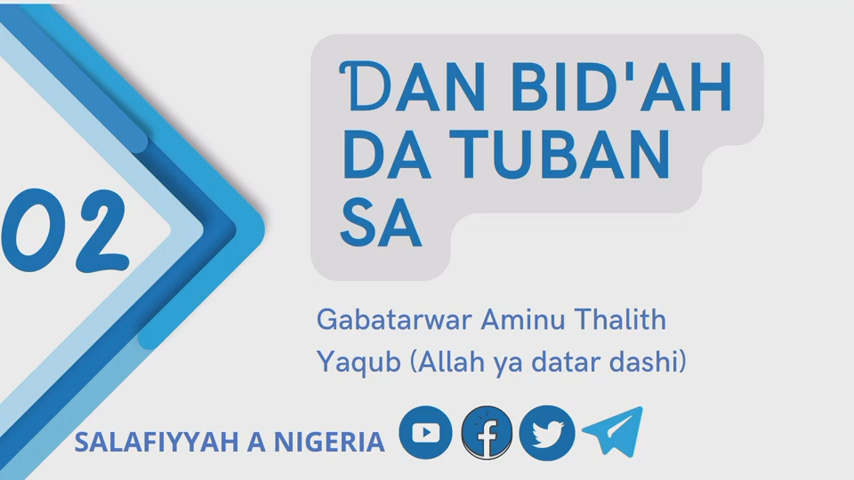 ƊAN BID'AH
DA TUBAN
SA
02
Gabatarwar Aminu Thalith
Yaqub (Allah ya datar dashi)
SALAFIYYAH A NIGERIA